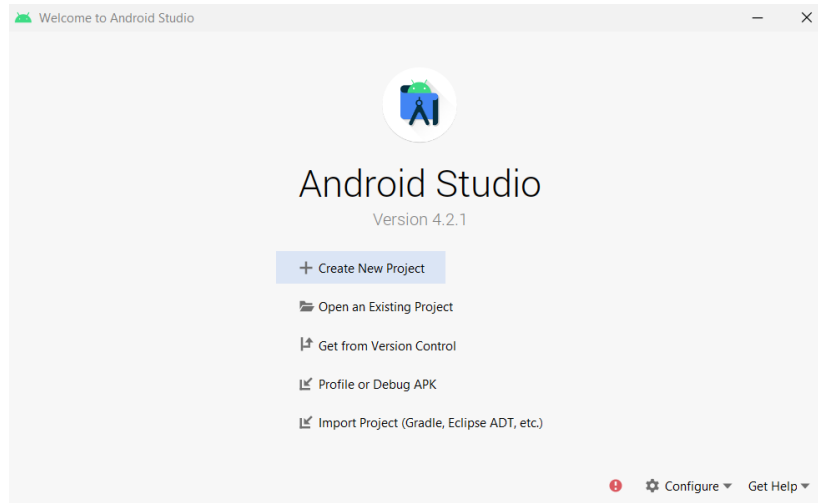 Welcome to Android Studio
Android Studio
Version 4.2.1
Create New Project
Open an Existing Project
Get from Version Control
Profile or Debug APK
Import Project (Gradle, Eclipse ADT, etc.)
Configure Get Help